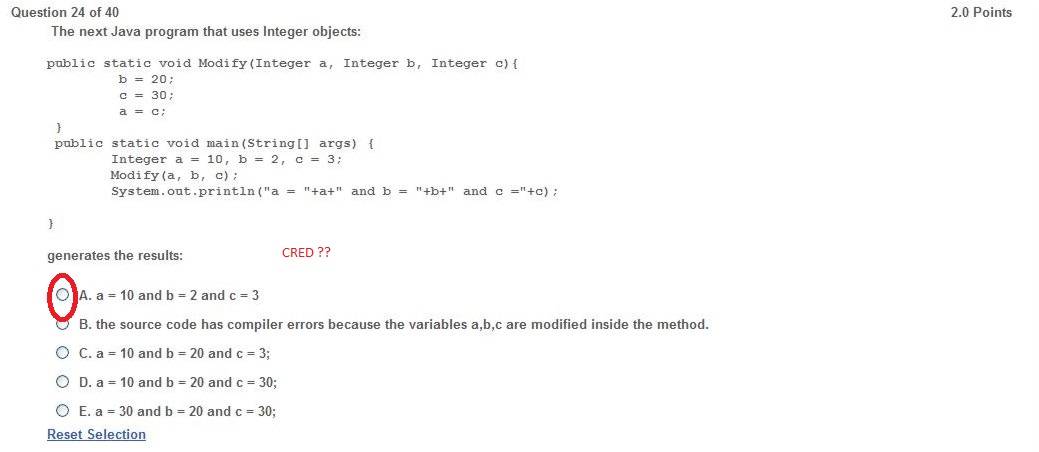 Question 24 of 40 2.0 Points
The next Java program that uses Integer objects:
public static void Modify(Integer a, Integer b, Integer c){
b = 20;
c = 30;
a = c;
}
public static void main(String[] args) {
Integer a = 10, b = 2, c = 3;
Modify(a, b, c);
System.out.println("a = "+a+" and b = "+b+" and c ="+c);
}
generates the results: CRED ??
A. a = 10 and b = 2 and c = 3
B. the source code has compiler errors because the variables a,b,c are modified inside the method.
C. a = 10 and b = 20 and c = 3;
D. a = 10 and b = 20 and c = 30;
E. a = 30 and b = 20 and c = 30;
Reset Selection